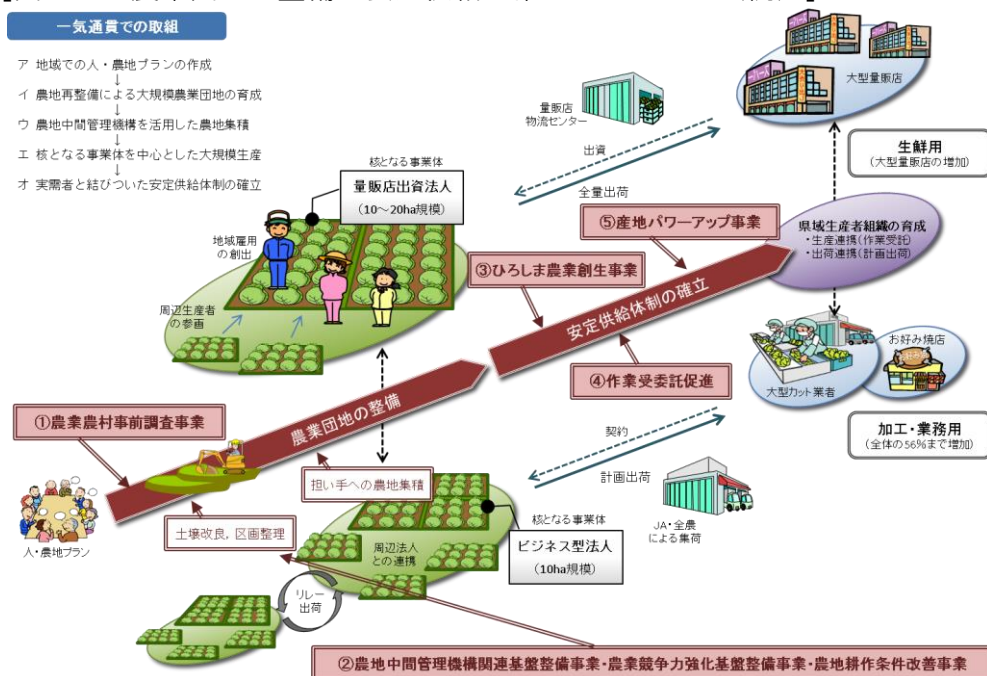 一気通貫での取組
ア 地域での人・農地プランの作成
↓
イ 農地再整備による大規模農業団地の育成
↓
ウ 農地中間管理機構を活用した農地集積
↓
エ 核となる事業体を中心とした大規模生産
↓
オ 実需者と結びついた安定供給体制の確立
核となる事業体
量販店出資法人
(10～20ha規模)
地域雇用
の創出
周辺生産者
の参画
量販店
物流センター
出資
全量出荷
大型量販店
生鮮用
(大型量販店の増加)
県域生産者組織の育成
・生産連携(作業受託)
・出荷連携(計画出荷)
⑤産地パワーアップ事業
③ひろしま農業創生事業
安定供給体制の確立
④作業受委託促進
お好み焼店
大型カット業者
加工・業務用
(全体の56%まで増加)
①農業農村事前調査事業
農業団地の整備
人・農地プラン
土壌改良，区画整理
担い手への農地集積
契約
計画出荷
JA・全農
による集荷
核となる事業体
ビジネス型法人
(10ha規模)
周辺法人
との連携
リレー
出荷
②農地中間管理機構関連基盤整備事業・農業競争力強化基盤整備事業・農地耕作条件改善事業